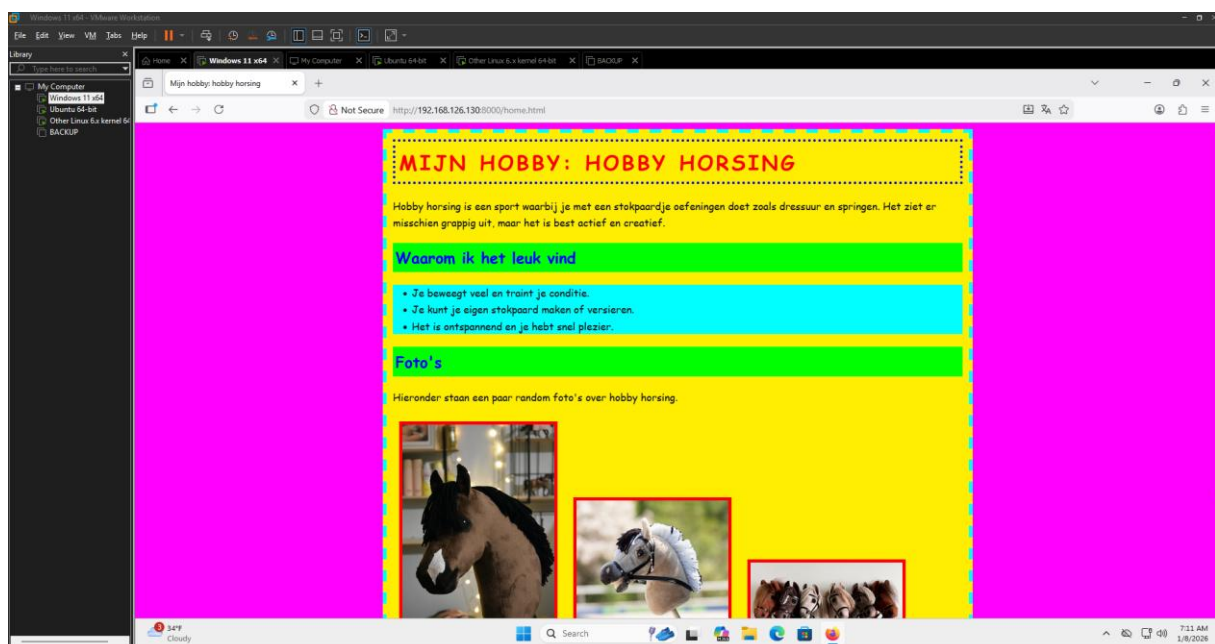 Windows 11 x64 - VMware Workstation
File Edit View VM Tabs Help
Library
Type here to search
My Computer
Windows 11 x64
Ubuntu 64-bit
Other Linux 6.x kernel 64
BACKUP
Home X Windows 11 x64 X My Computer X Ubuntu 64-bit X Other Linux 6.x kernel 64-bit X BACKUP X
Mijn hobby: hobby horsing
Not Secure http://192.168.126.130:8000/home.html
MIJN HOBBY: HOBBY HORSING
Hobby horsing is een sport waarbij je met een stokpaardje oefeningen doet zoals dressuur en springen. Het ziet er
misschien grappig uit, maar het is best actief en creatief.
Waarom ik het leuk vind
• Je beweegt veel en traint je conditie.
• Je kunt je eigen stokpaard maken of versieren.
• Het is ontspannend en je hebt snel plezier.
Foto's
Hieronder staan een paar random foto's over hobby horsing.
3
34°F
Cloudy
Search
7:11 AM
1/8/2026